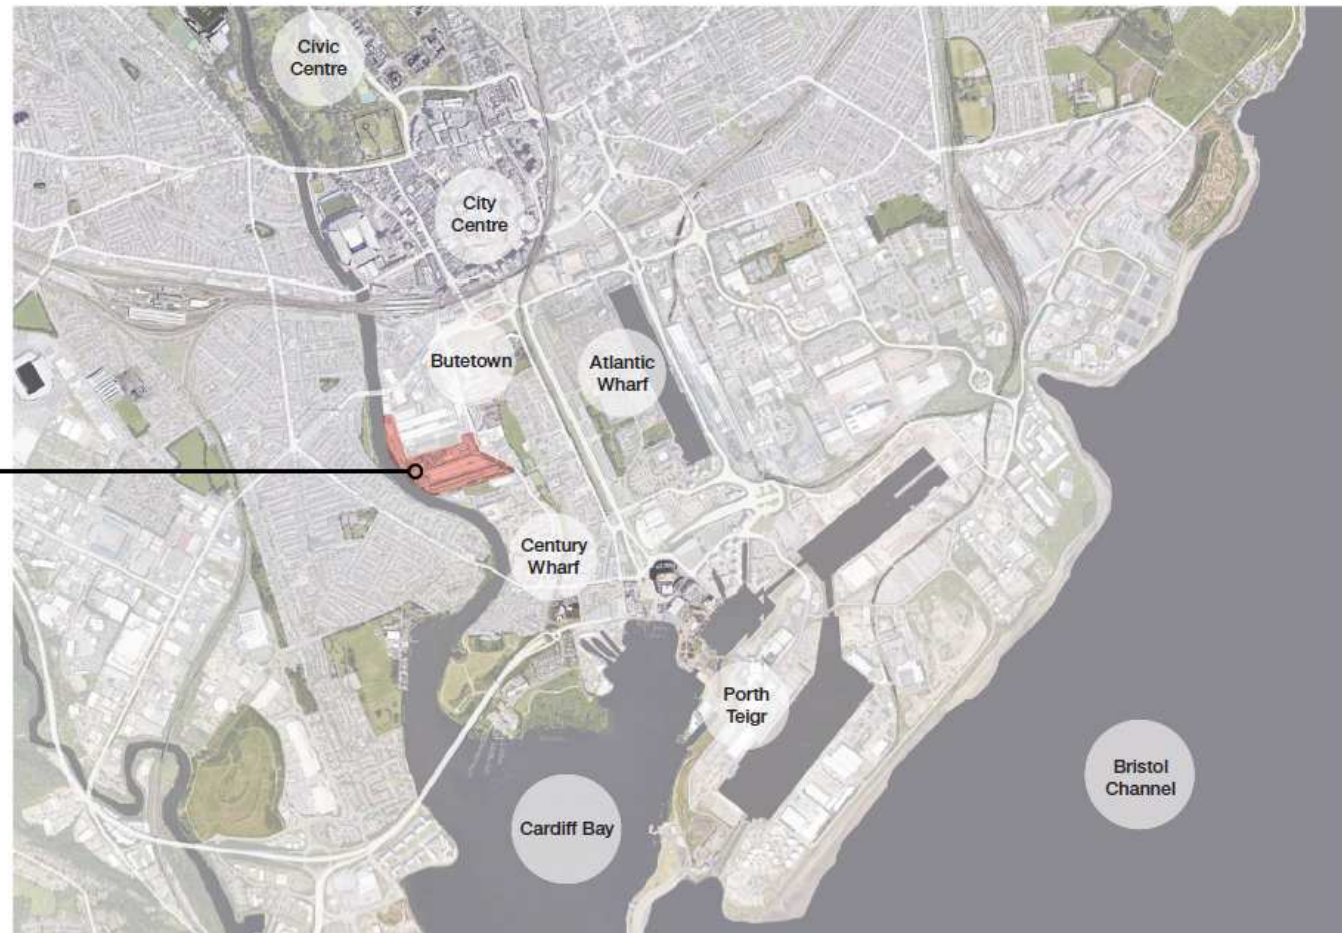 Civic
Centre
City
Centre
Butetown
Atlantic
Wharf
Century
Wharf
Porth
Teigr
Bristol
Channel
Cardiff Bay